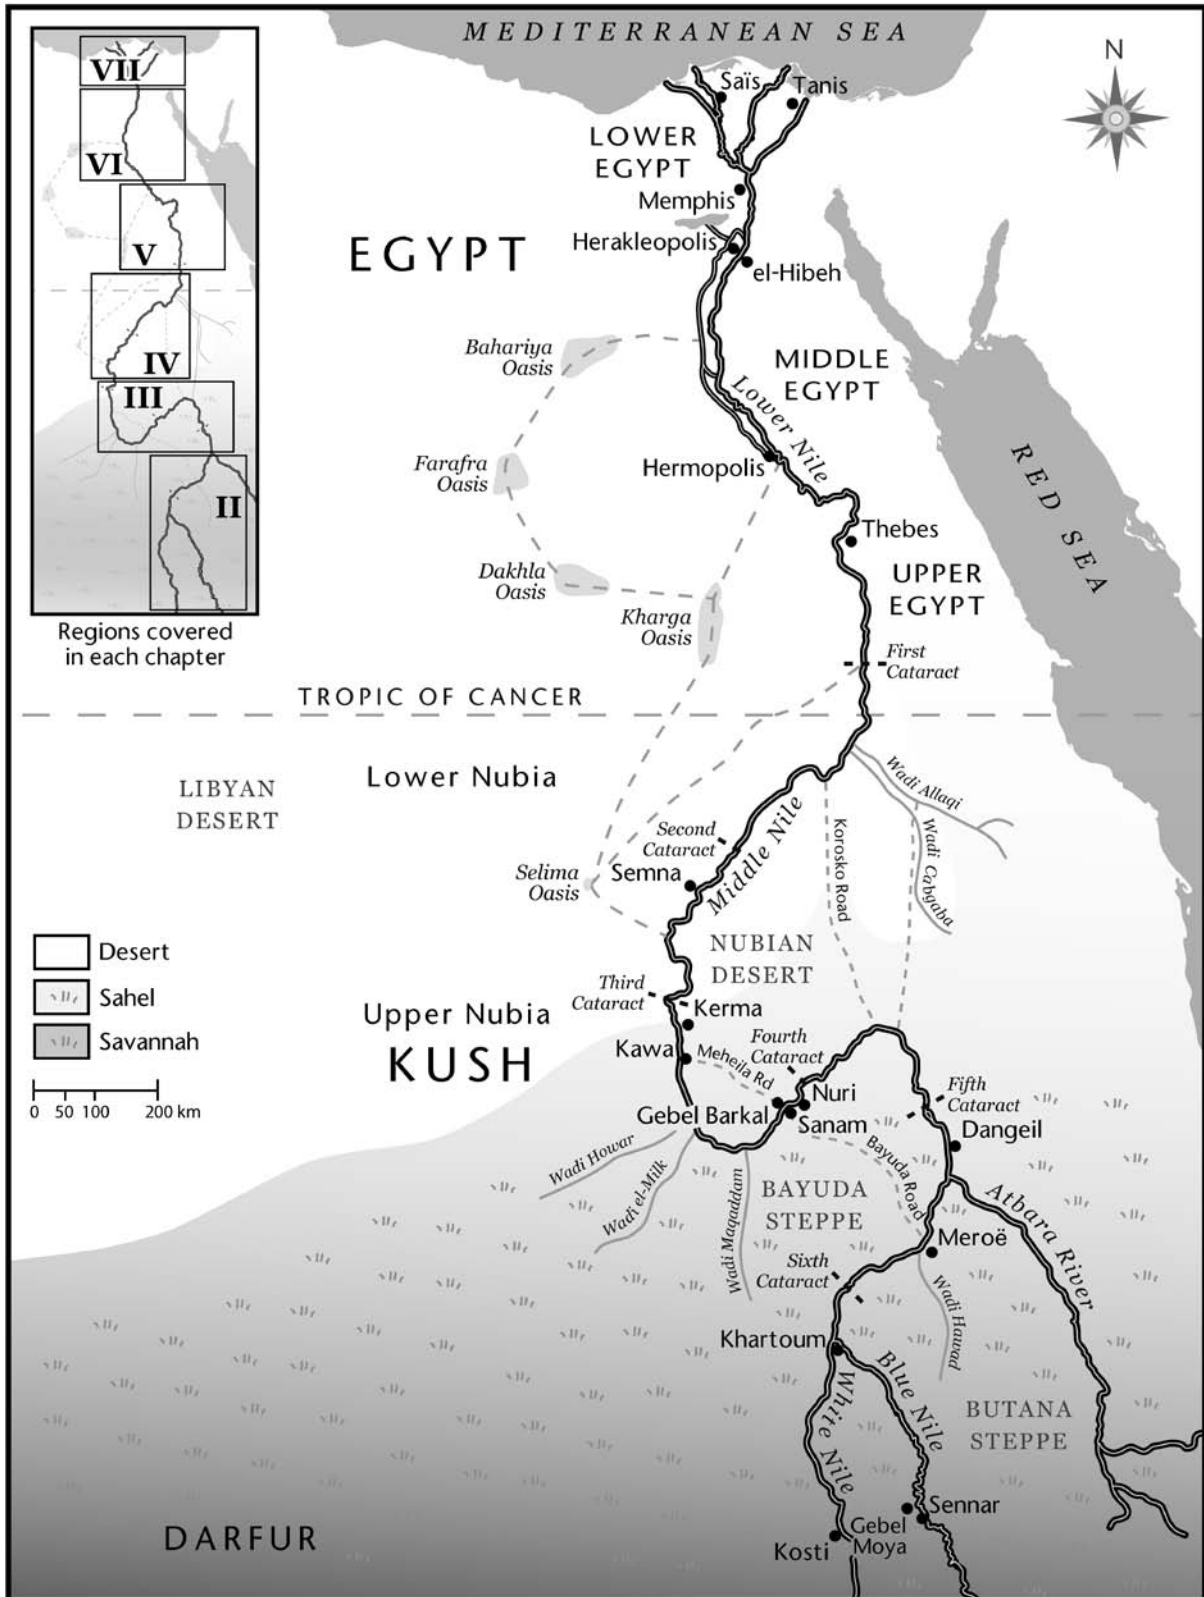 MEDITERRANEAN SEA
VII
VI
V
IV
III
II
Regions covered
in each chapter
N
Saïs
Tanis
LOWER
EGYPT
Memphis
Herakleopolis
el-Hibeh
EGYPT
Bahariya
Oasis
MIDDLE
EGYPT
Lower Nile
Farafra
Oasis
Hermopolis
RED SEA
Thebes
Dakhla
Oasis
UPPER
EGYPT
Kharga
Oasis
First
Cataract
TROPIC OF CANCER
LIBYAN
DESERT
Lower Nubia
Wadi Allaqi
Second
Cataract
Middle Nile
Korosko Road
Wadi Cabgaba
Selima
Oasis
Semna
NUBIAN
DESERT
Desert
Sahel
Savannah
0 50 100 200 km
Third
Cataract
Kerma
Upper Nubia
KUSH
Kawa
Meheila Rd
Fourth
Cataract
Nuri
Gebel Barkal
Sanam
Fifth
Cataract
Dangeil
Wadi Howar
Wadi el-Milk
Wadi Maqaddam
Bayuda Road
BAYUDA
STEPPE
Atbara River
Meroë
Sixth
Cataract
Wadi Hawad
Khartoum
Blue Nile
White Nile
BUTANA
STEPPE
Sennar
Gebel
Moya
Kosti
DARFUR